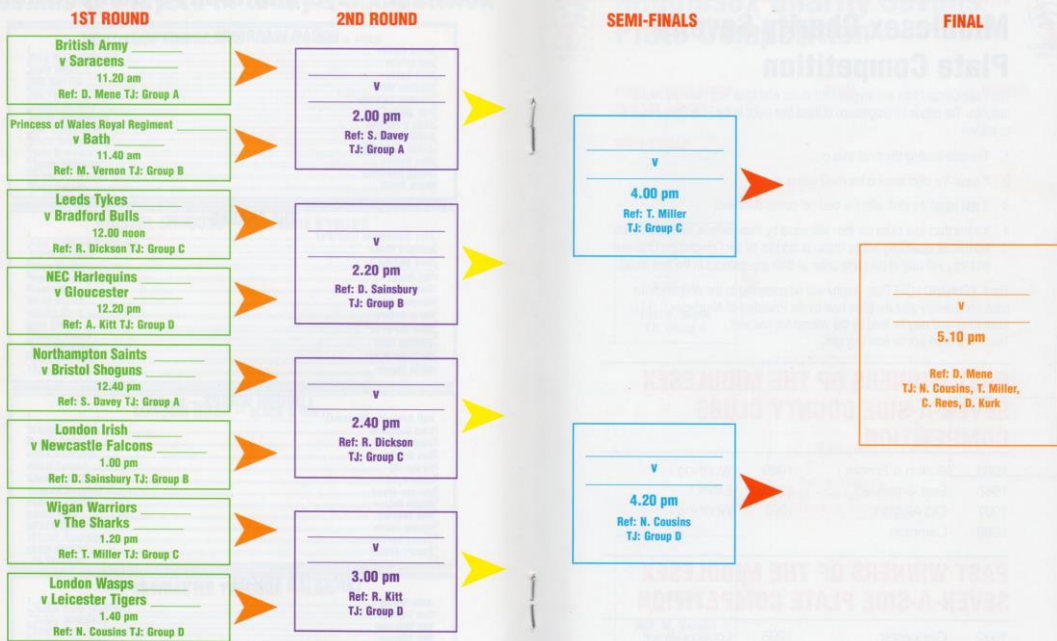 1ST ROUND
British Army
v Saracens
11.20 am
Ref: D. Mene TJ: Group A
Princess of Wales Royal Regiment
v Bath
11.40 am
Ref: M. Vernon TJ: Group B
Leeds Tykes
v Bradford Bulls
12.00 noon
Ref: R. Dickson TJ: Group C
NEC Harlequins
v Gloucester
12.20 pm
Ref: A. Kitt TJ: Group D
Northampton Saints
v Bristol Shoguns
12.40 pm
Ref: S. Davey TJ: Group A
London Irish
v Newcastle Falcons
1.00 pm
Ref: D. Sainsbury TJ: Group B
Wigan Warriors
v The Sharks
1.20 pm
Ref: T. Miller TJ: Group C
London Wasps
v Leicester Tigers
1.40 pm
Ref: N. Cousins TJ: Group D
2ND ROUND
v
2.00 pm
Ref: S. Davey
TJ: Group A
v
2.20 pm
Ref: D. Sainsbury
TJ: Group B
v
2.40 pm
Ref: R. Dickson
TJ: Group C
v
3.00 pm
Ref: R. Kitt
TJ: Group D
SEMI-FINALS
v
4.00 pm
Ref: T. Miller
TJ: Group C
v
4.20 pm
Ref: N. Cousins
TJ: Group D
FINAL
v
5.10 pm
Ref: D. Mene
TJ: N. Cousins, T. Miller,
C. Rees, D. Kurk